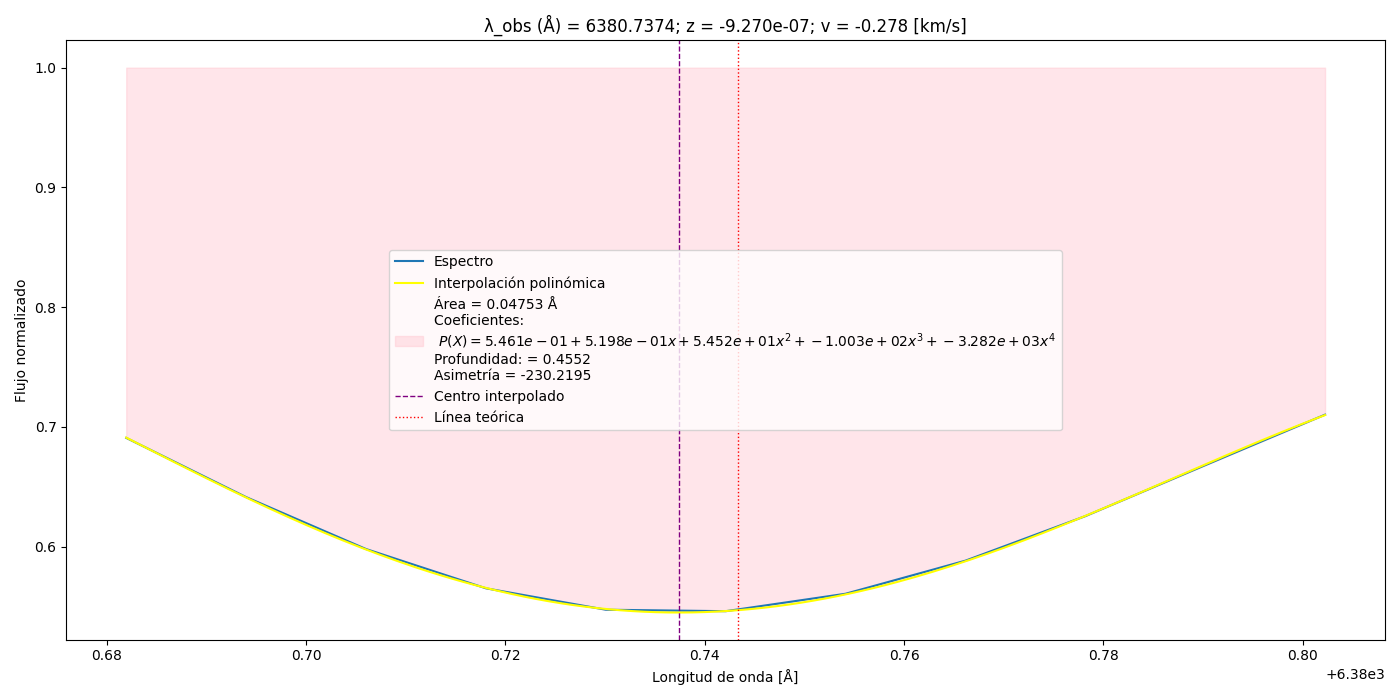 λ_obs (Å) = 6380.7374; z = -9.270e-07; v = -0.278 [km/s]
Flujo normalizado
1.0
0.9
0.8
0.7
0.6
Espectro
Interpolación polinómica
Área = 0.04753 Å
Coeficientes:
P(X) = 5.461e − 01 + 5.198e − 01x + 5.452e + 01x² + −1.003e + 02x³ + −3.282e + 03x⁴
Profundidad: = 0.4552
Asimetría = -230.2195
Centro interpolado
Línea teórica
0.68 0.70 0.72 0.74 0.76 0.78 0.80
+6.38e3
Longitud de onda [Å]